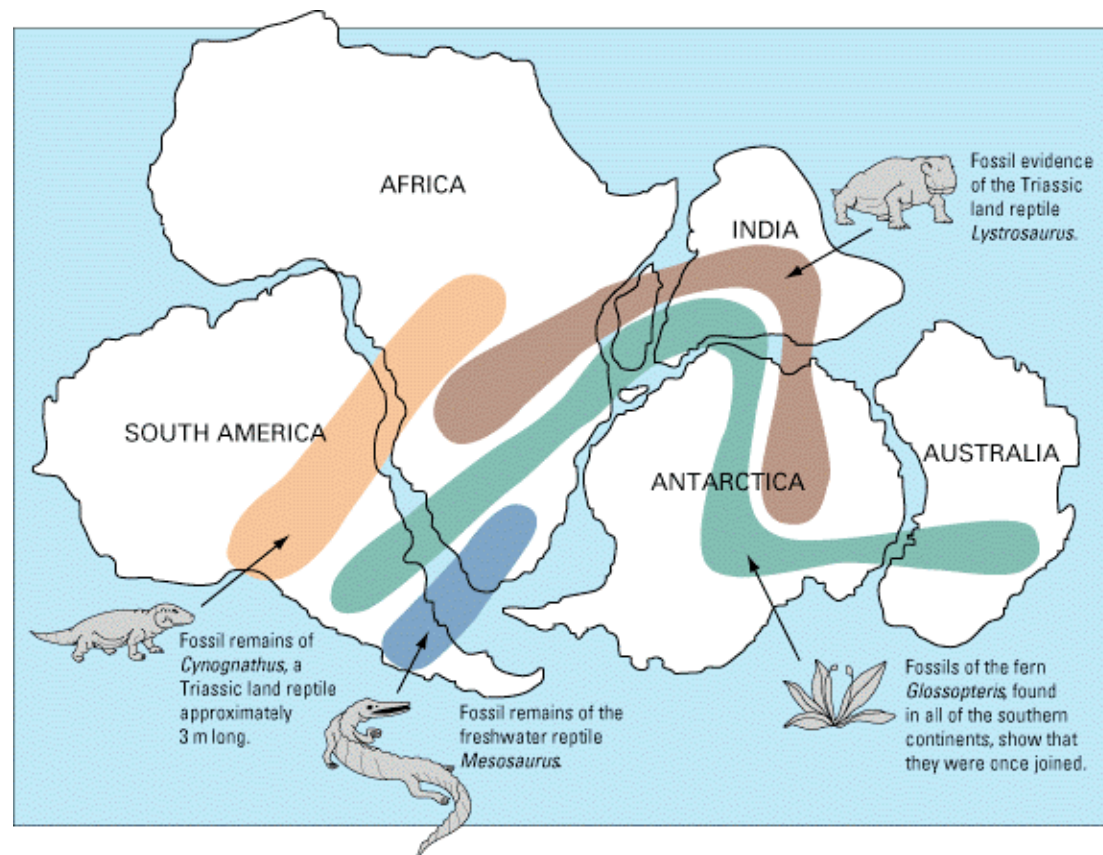 AFRICA
INDIA
Fossil evidence
of the Triassic
land reptile
Lystrosaurus.
SOUTH AMERICA
ANTARCTICA
AUSTRALIA
Fossil remains of
Cynognathus, a
Triassic land reptile
approximately
3 m long.
Fossil remains of the
freshwater reptile
Mesosaurus.
Fossils of the fern
Glossopteris, found
in all of the southern
continents, show that
they were once joined.